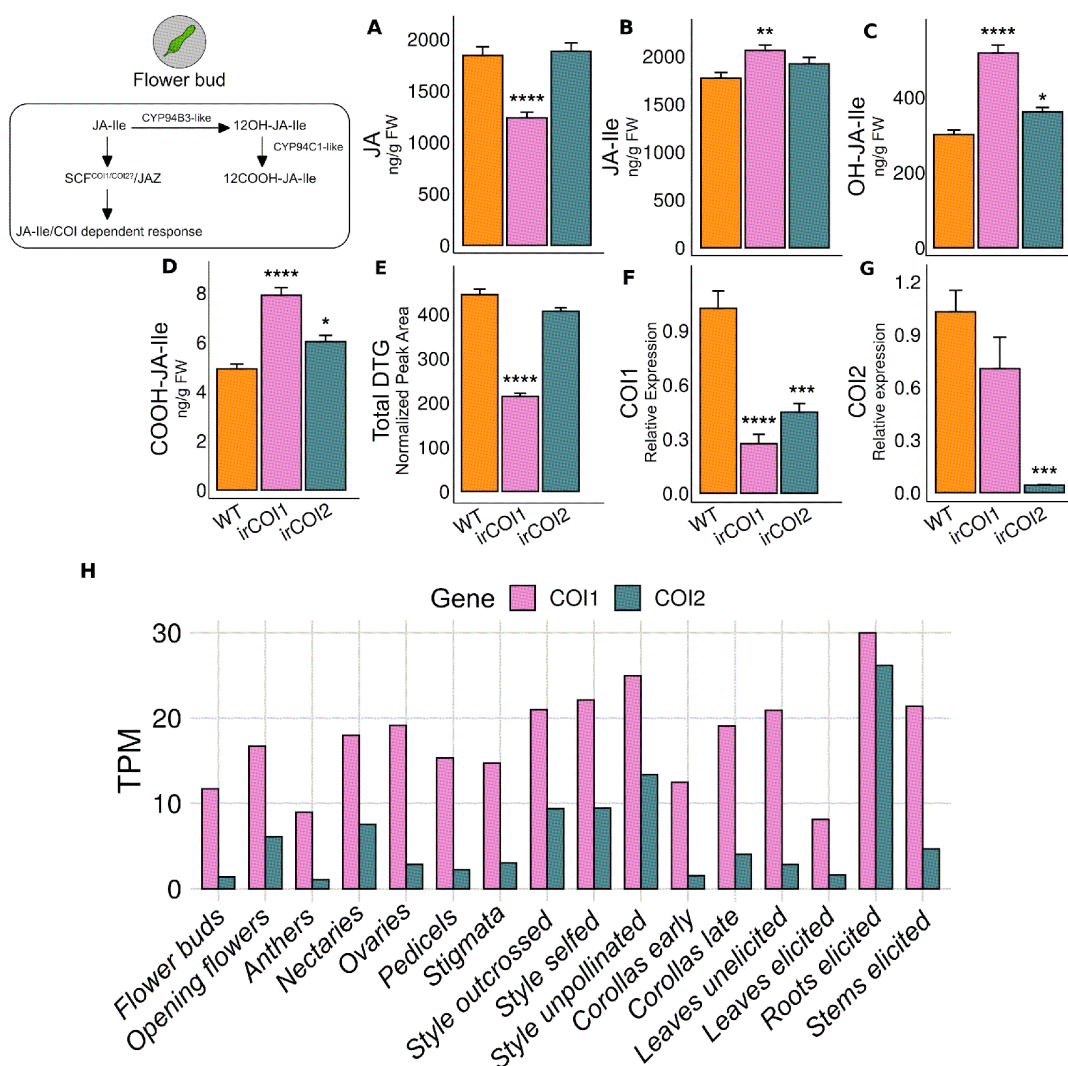 Flower bud
JA-Ile
CYP94B3-like
12OH-JA-Ile
CYP94C1-like
SCFCOI1/COI2?/JAZ
12COOH-JA-Ile
JA-Ile/COI dependent response
A
JA
ng/g FW
2000
1500
1000
500
0
****
B
JA-Ile
ng/g FW
2000
1500
1000
500
0
**
C
OH-JA-Ile
ng/g FW
400
200
0
****
*
D
COOH-JA-Ile
ng/g FW
8
6
4
2
0
****
*
WT
irCOI1
irCOI2
E
Total DTG
Normalized Peak Area
400
300
200
100
0
****
WT
irCOI1
irCOI2
F
COI1
Relative Expression
0.9
0.6
0.3
0.0
****
***
WT
irCOI1
irCOI2
G
COI2
Relative expression
1.2
0.9
0.6
0.3
0.0
***
WT
irCOI1
irCOI2
H
Gene COI1 COI2
TPM
30
20
10
0
Flower buds
Opening flowers
Anthers
Nectaries
Ovaries
Pedicels
Stigmata
Style outcrossed
Style selfed
Style unpollinated
Corollas early
Corollas late
Leaves unelicited
Leaves elicited
Roots elicited
Stems elicited